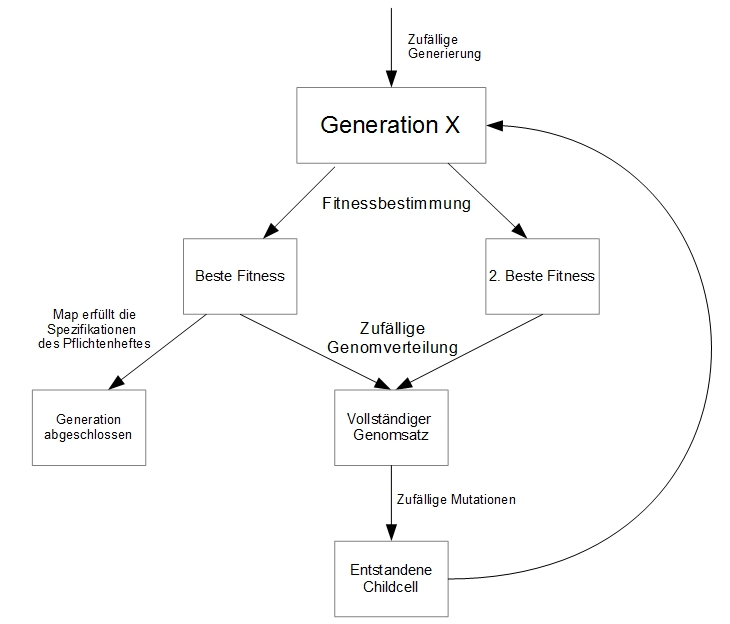 Zufällige
Generierung
Generation X
Fitnessbestimmung
Beste Fitness
2. Beste Fitness
Map erfüllt die
Spezifikationen
des Pflichtenheftes
Zufällige
Genomverteilung
Generation
abgeschlossen
Vollständiger
Genomsatz
Zufällige Mutationen
Entstandene
Childcell